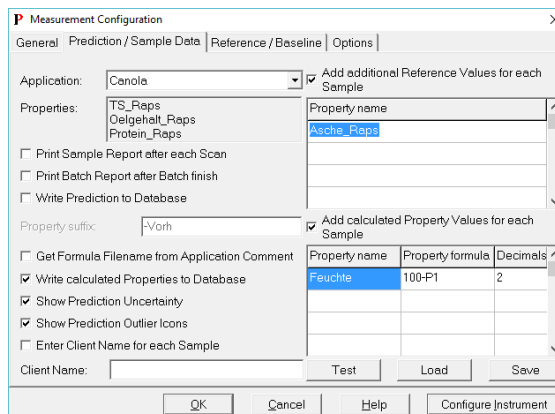 Measurement Configuration
General Prediction / Sample Data Reference / Baseline Options
Application: Canola
Properties: TS_Raps
Oelgehalt_Raps
Protein_Raps
Print Sample Report after each Scan
Print Batch Report after Batch finish
Write Prediction to Database
Property suffix: -Vorh
Get Formula Filename from Application Comment
Write calculated Properties to Database
Show Prediction Uncertainty
Show Prediction Outlier Icons
Enter Client Name for each Sample
Client Name:
Add additional Reference Values for each
Sample
Property name
Asche_Raps
Add calculated Property Values for each
Sample
Property name Property formula Decimals
Feuchte 100-P1 2
Test Load Save
OK Cancel Help Configure Instrument